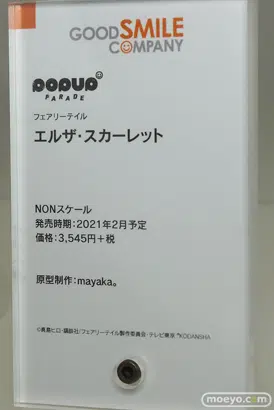 GOOD SMILE
COMPANY
POPUP
PARADE
フェアリーテイル
エルザ・スカーレット
NONスケール
発売時期：2021年2月予定
価格：3,545円＋税
原型制作：mayaka。
©真島ヒロ・講談社/フェアリーテイル製作委員会・テレビ東京 ®KODANSHA
moeyo.com